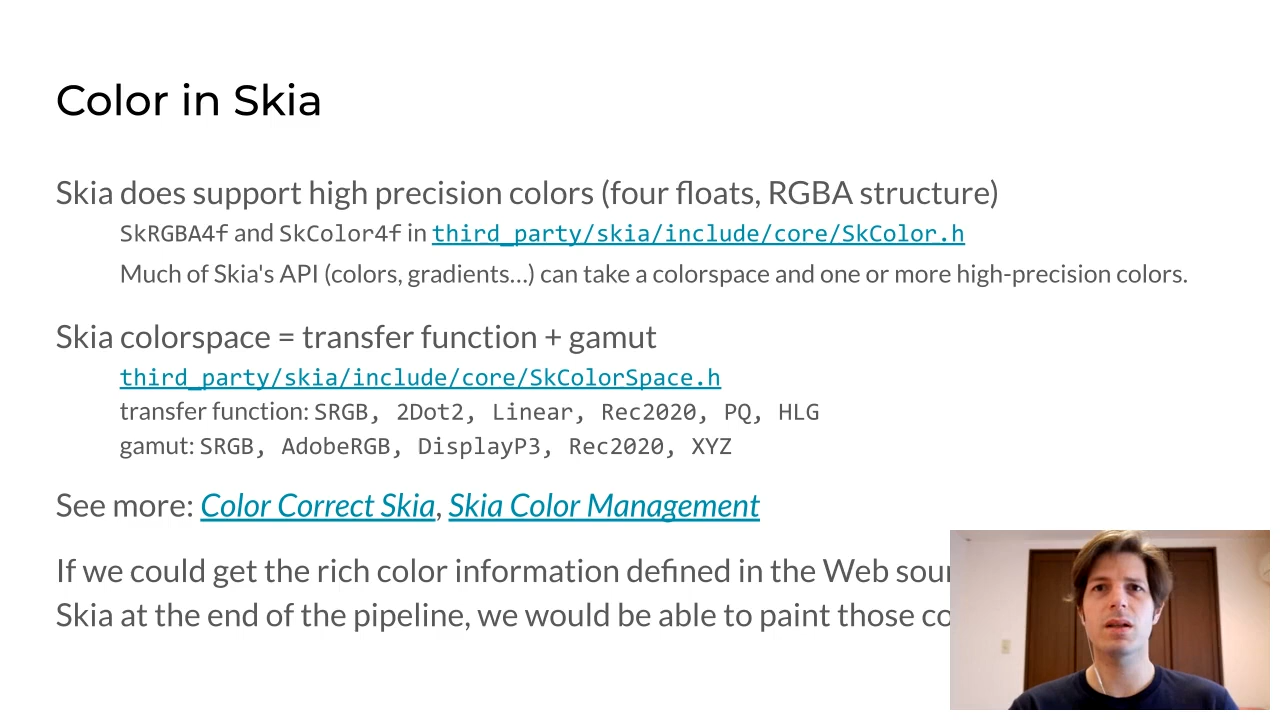 Color in Skia
Skia does support high precision colors (four floats, RGBA structure)
SkRGBA4f and SkColor4f in third_party/skia/include/core/SkColor.h
Much of Skia's API (colors, gradients...) can take a colorspace and one or more high-precision colors.
Skia colorspace = transfer function + gamut
third_party/skia/include/core/SkColorSpace.h
transfer function: SRGB, 2Dot2, Linear, Rec2020, PQ, HLG
gamut: SRGB, AdobeRGB, DisplayP3, Rec2020, XYZ
See more: Color Correct Skia, Skia Color Management
If we could get the rich color information defined in the Web
Skia at the end of the pipeline, we would be able to paint those